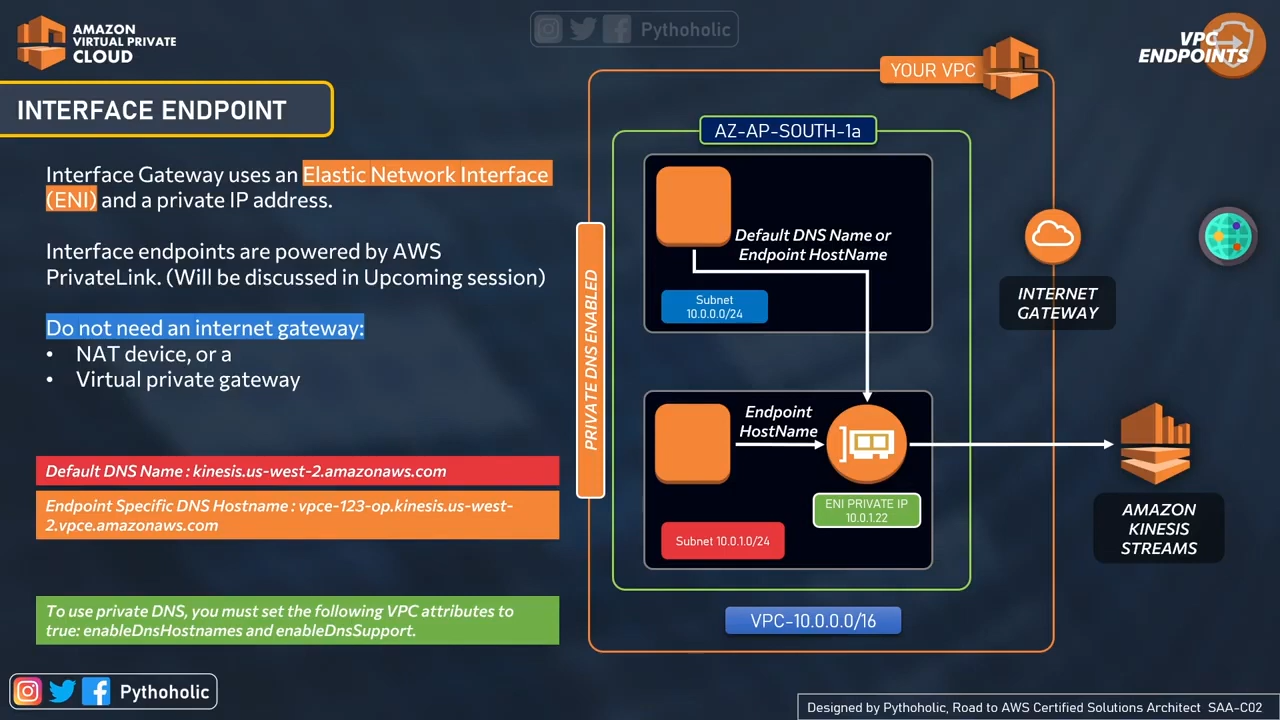 AMAZON
VIRTUAL PRIVATE
CLOUD
Pythoholic
VPC
ENDPOINTS
INTERFACE ENDPOINT
Interface Gateway uses an Elastic Network Interface
(ENI) and a private IP address.
Interface endpoints are powered by AWS
PrivateLink. (Will be discussed in Upcoming session)
Do not need an internet gateway:
• NAT device, or a
• Virtual private gateway
Default DNS Name : kinesis.us-west-2.amazonaws.com
Endpoint Specific DNS Hostname : vpce-123-op.kinesis.us-west-
2.vpce.amazonaws.com
To use private DNS, you must set the following VPC attributes to
true: enableDnsHostnames and enableDnsSupport.
YOUR VPC
AZ-AP-SOUTH-1a
PRIVATE DNS ENABLED
Default DNS Name or
Endpoint HostName
Subnet
10.0.0.0/24
Endpoint
HostName
ENI PRIVATE IP
10.0.1.22
Subnet 10.0.1.0/24
VPC-10.0.0.0/16
INTERNET
GATEWAY
AMAZON
KINESIS
STREAMS
Pythoholic
Designed by Pythoholic, Road to AWS Certified Solutions Architect SAA-C02